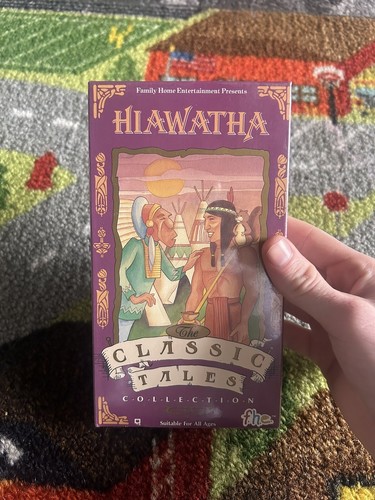 Family Home Entertainment Presents
HIAWATHA
The
CLASSIC
TALES
COLLECTION
Suitable For All Ages
fhe